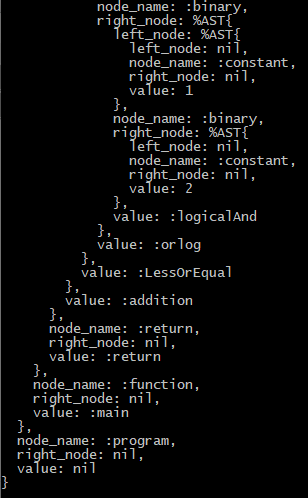 node_name: :binary,
right_node: %AST{
left_node: %AST{
left_node: nil,
node_name: :constant,
right_node: nil,
value: 1
},
node_name: :binary,
right_node: %AST{
left_node: nil,
node_name: :constant,
right_node: nil,
value: 2
},
value: :logicalAnd
},
value: :orlog
},
value: :LessOrEqual
},
value: :addition
},
node_name: :return,
right_node: nil,
value: :return
},
node_name: :function,
right_node: nil,
value: :main
},
node_name: :program,
right_node: nil,
value: nil
}